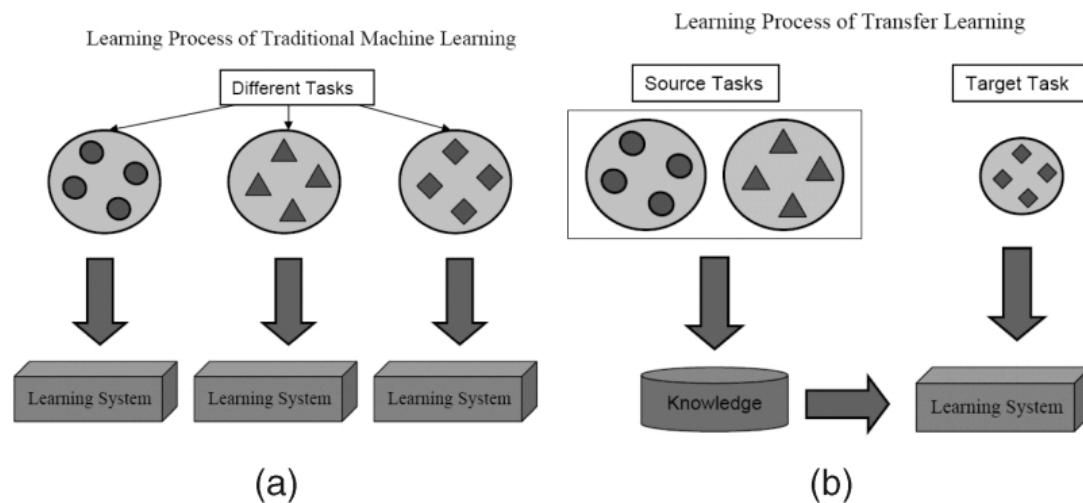 Learning Process of Traditional Machine Learning
Different Tasks
Learning System
Learning System
Learning System
(a)
Learning Process of Transfer Learning
Source Tasks
Target Task
Knowledge
Learning System
(b)